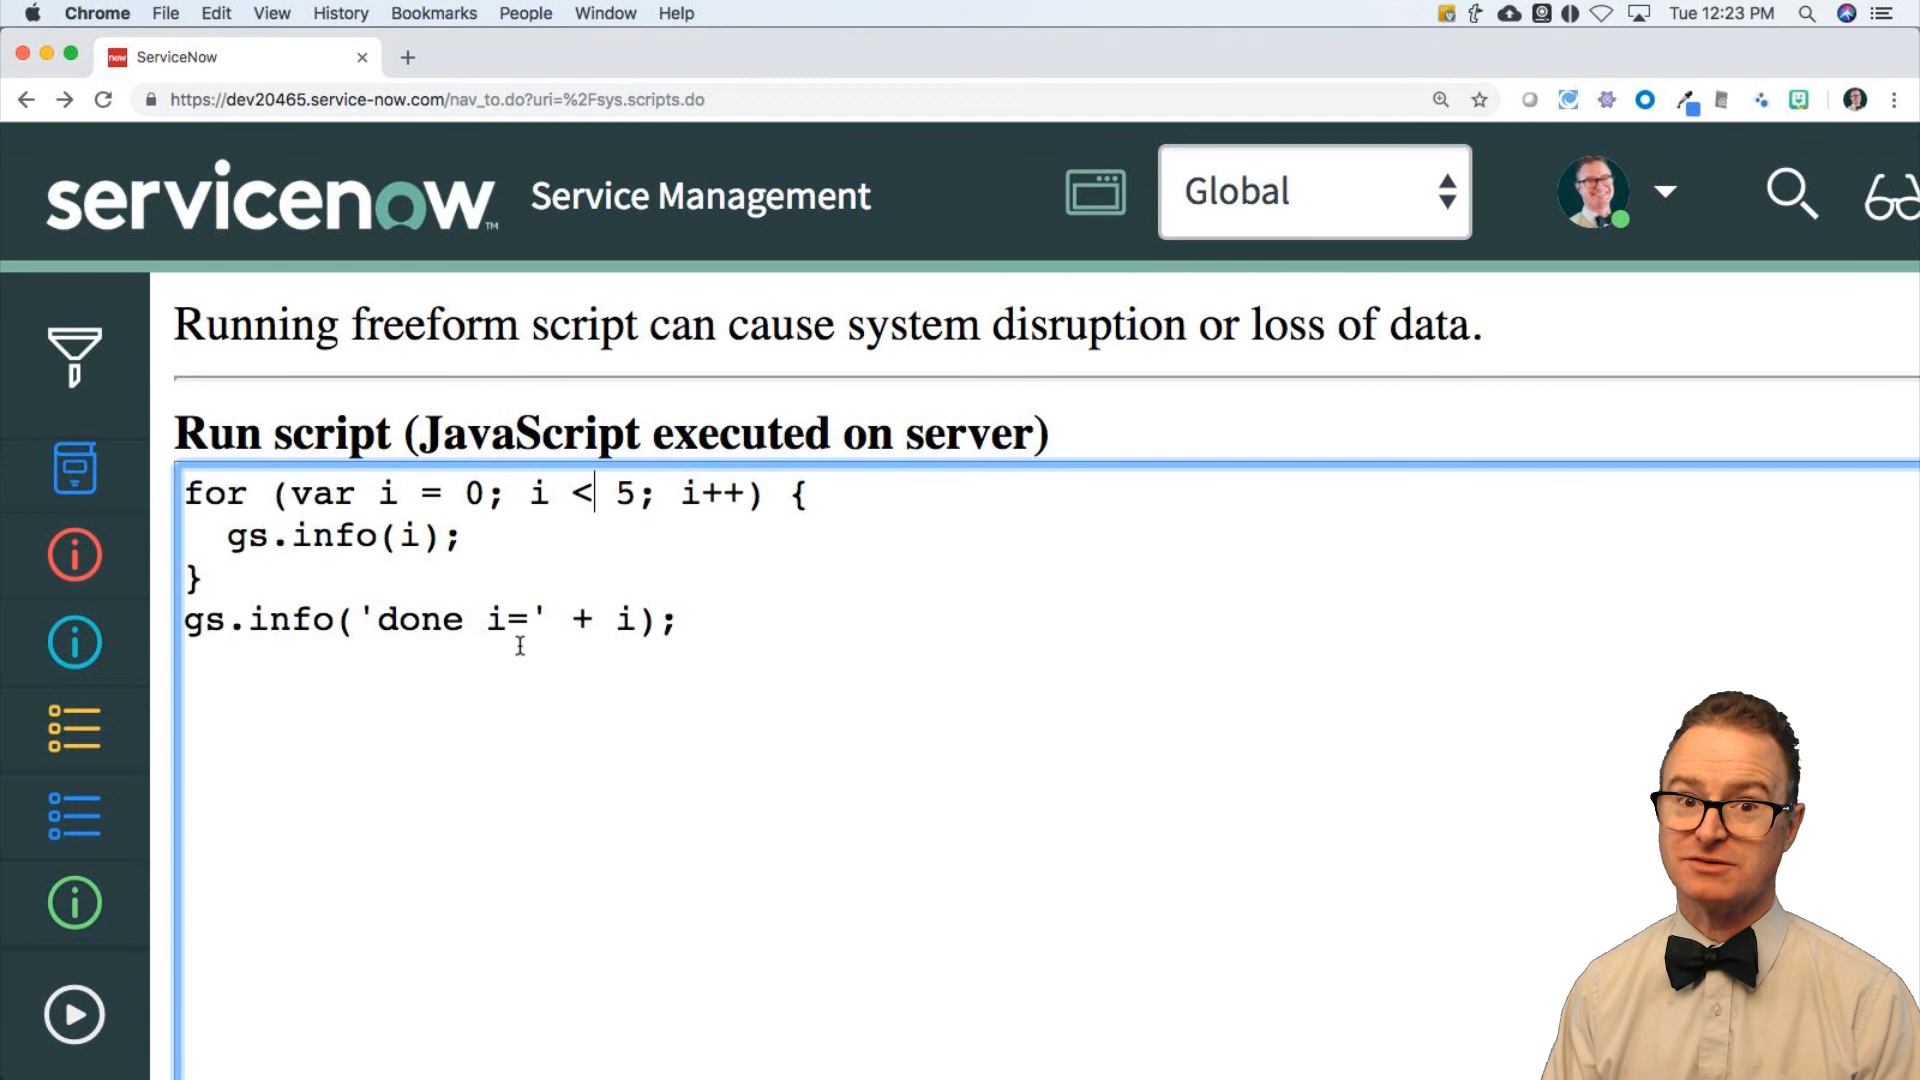 Chrome File Edit View History Bookmarks People Window Help Tue 12:23 PM
now ServiceNow
https://dev20465.service-now.com/nav_to.do?uri=%2Fsys.scripts.do
servicenow™ Service Management Global
Running freeform script can cause system disruption or loss of data.
Run script (JavaScript executed on server)
for (var i = 0; i < 5; i++) {
  gs.info(i);
}
gs.info('done i=' + i);